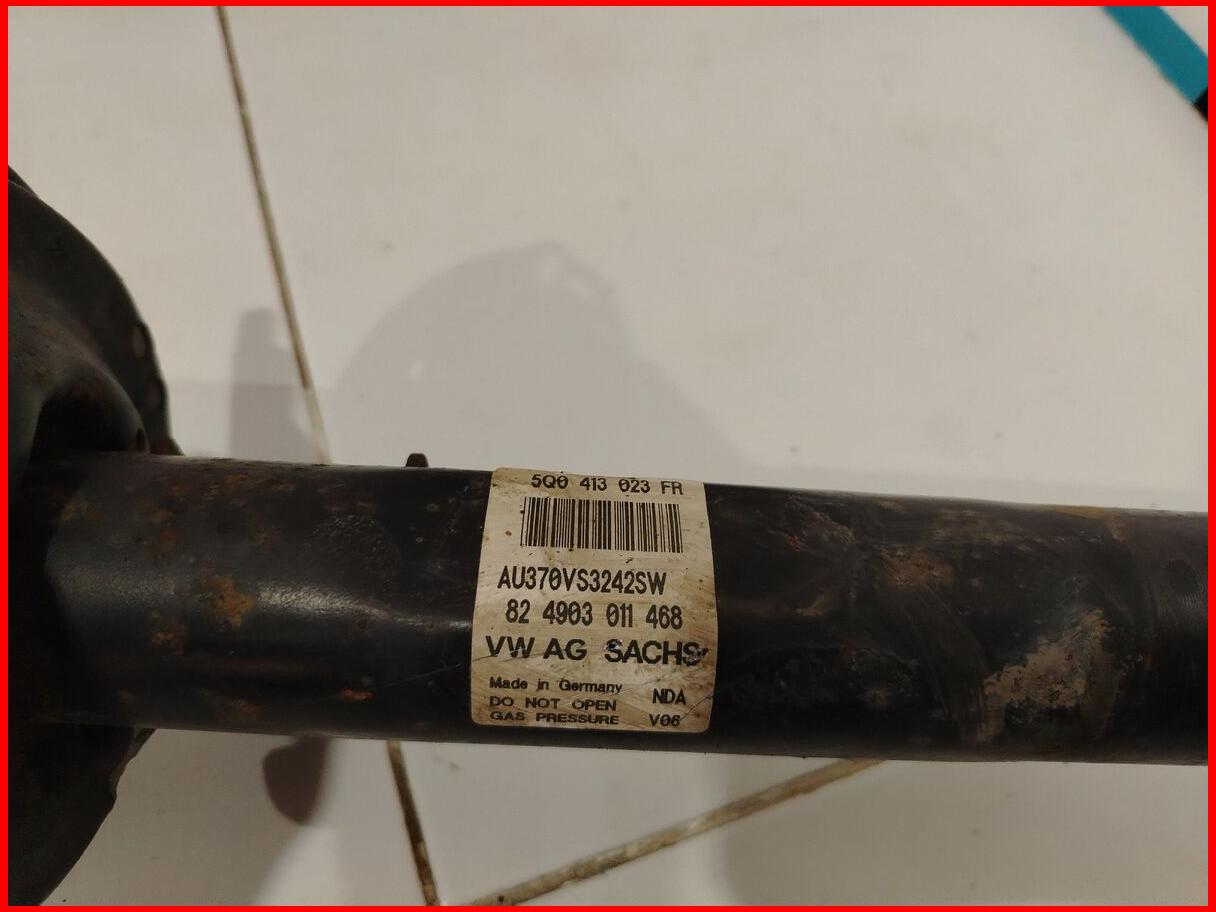 5Q0 413 023 FR
AU370VS3242SW
82 4903 011 468
VW AG SACHS
Made in Germany NDA
DO NOT OPEN
GAS PRESSURE V06